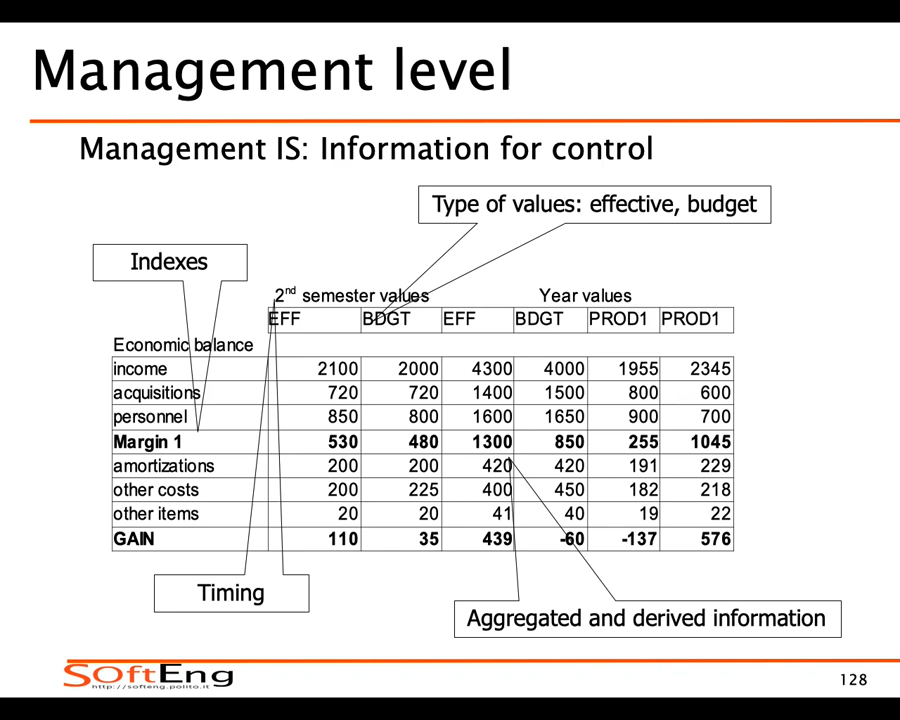 Management level
Management IS: Information for control
Type of values: effective, budget
Indexes
2nd semester values Year values
EFF BDGT EFF BDGT PROD1 PROD1
Economic balance
income 2100 2000 4300 4000 1955 2345
acquisitions 720 720 1400 1500 800 600
personnel 850 800 1600 1650 900 700
Margin 1 530 480 1300 850 255 1045
amortizations 200 200 420 420 191 229
other costs 200 225 400 450 182 218
other items 20 20 41 40 19 22
GAIN 110 35 439 -60 -137 576
Timing
Aggregated and derived information
SOftEng
http://softeng.polito.it
128